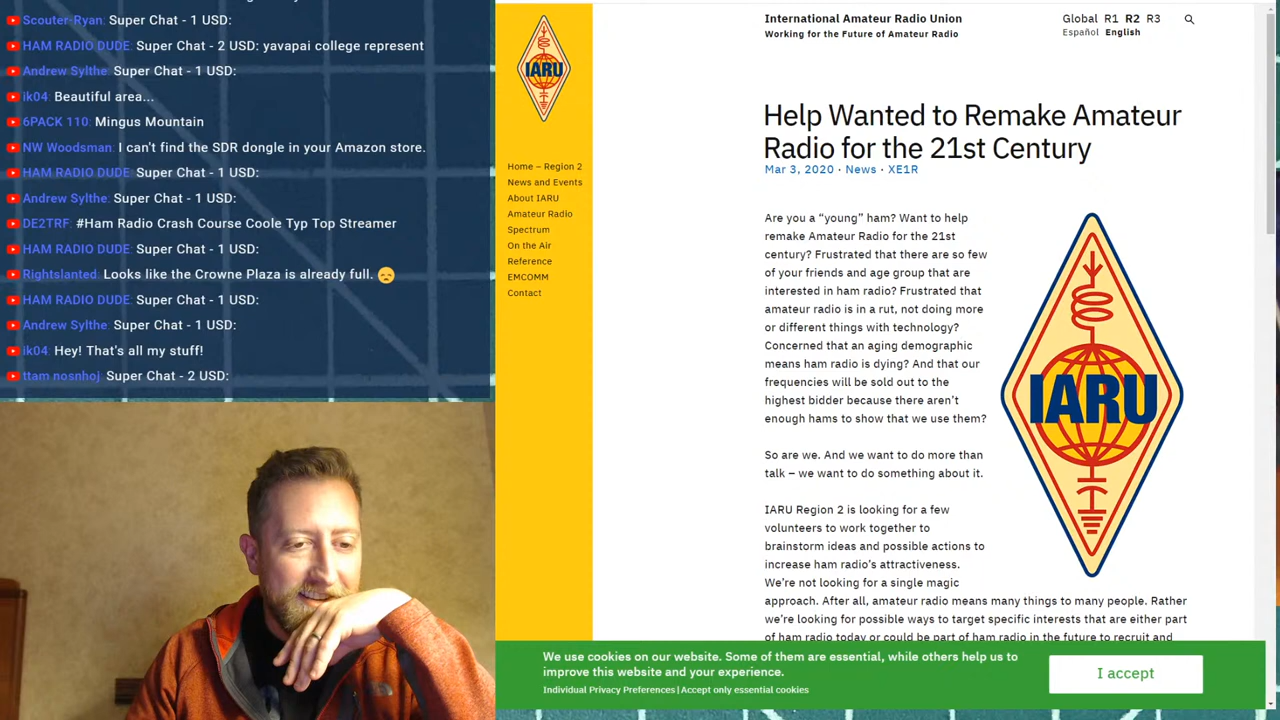 Scouter-Ryan: Super Chat - 1 USD:
HAM RADIO DUDE: Super Chat - 2 USD: yavapai college represent
Andrew Sylthe: Super Chat - 1 USD:
ik04: Beautiful area...
6PACK 110: Mingus Mountain
NW Woodsman: I can't find the SDR dongle in your Amazon store.
HAM RADIO DUDE: Super Chat - 1 USD:
Andrew Sylthe: Super Chat - 1 USD:
DE2TRF: #Ham Radio Crash Course Coole Typ Top Streamer
HAM RADIO DUDE: Super Chat - 1 USD:
Rightslanted: Looks like the Crowne Plaza is already full. 😞
HAM RADIO DUDE: Super Chat - 1 USD:
Andrew Sylthe: Super Chat - 1 USD:
ik04: Hey! That's all my stuff!
ttam nosnhoj: Super Chat - 2 USD:
IARU
Home – Region 2
News and Events
About IARU
Amateur Radio
Spectrum
On the Air
Reference
EMCOMM
Contact
International Amateur Radio Union
Working for the Future of Amateur Radio
Global R1 R2 R3
Español English
Help Wanted to Remake Amateur
Radio for the 21st Century
Mar 3, 2020 · News · XE1R
Are you a “young” ham? Want to help
remake Amateur Radio for the 21st
century? Frustrated that there are so few
of your friends and age group that are
interested in ham radio? Frustrated that
amateur radio is in a rut, not doing more
or different things with technology?
Concerned that an aging demographic
means ham radio is dying? And that our
frequencies will be sold out to the
highest bidder because there aren’t
enough hams to show that we use them?
So are we. And we want to do more than
talk – we want to do something about it.
IARU Region 2 is looking for a few
volunteers to work together to
brainstorm ideas and possible actions to
increase ham radio’s attractiveness.
We’re not looking for a single magic
approach. After all, amateur radio means many things to many people. Rather
we’re looking for possible ways to target specific interests that are either part
of ham radio today or could be part of ham radio in the future to recruit and
IARU
We use cookies on our website. Some of them are essential, while others help us to
improve this website and your experience.
Individual Privacy Preferences | Accept only essential cookies
I accept